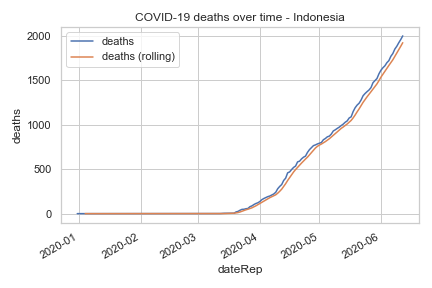 COVID-19 deaths over time - Indonesia
deaths
deaths (rolling)
2000
1500
1000
500
0
deaths
2020-01
2020-02
2020-03
2020-04
2020-05
2020-06
dateRep